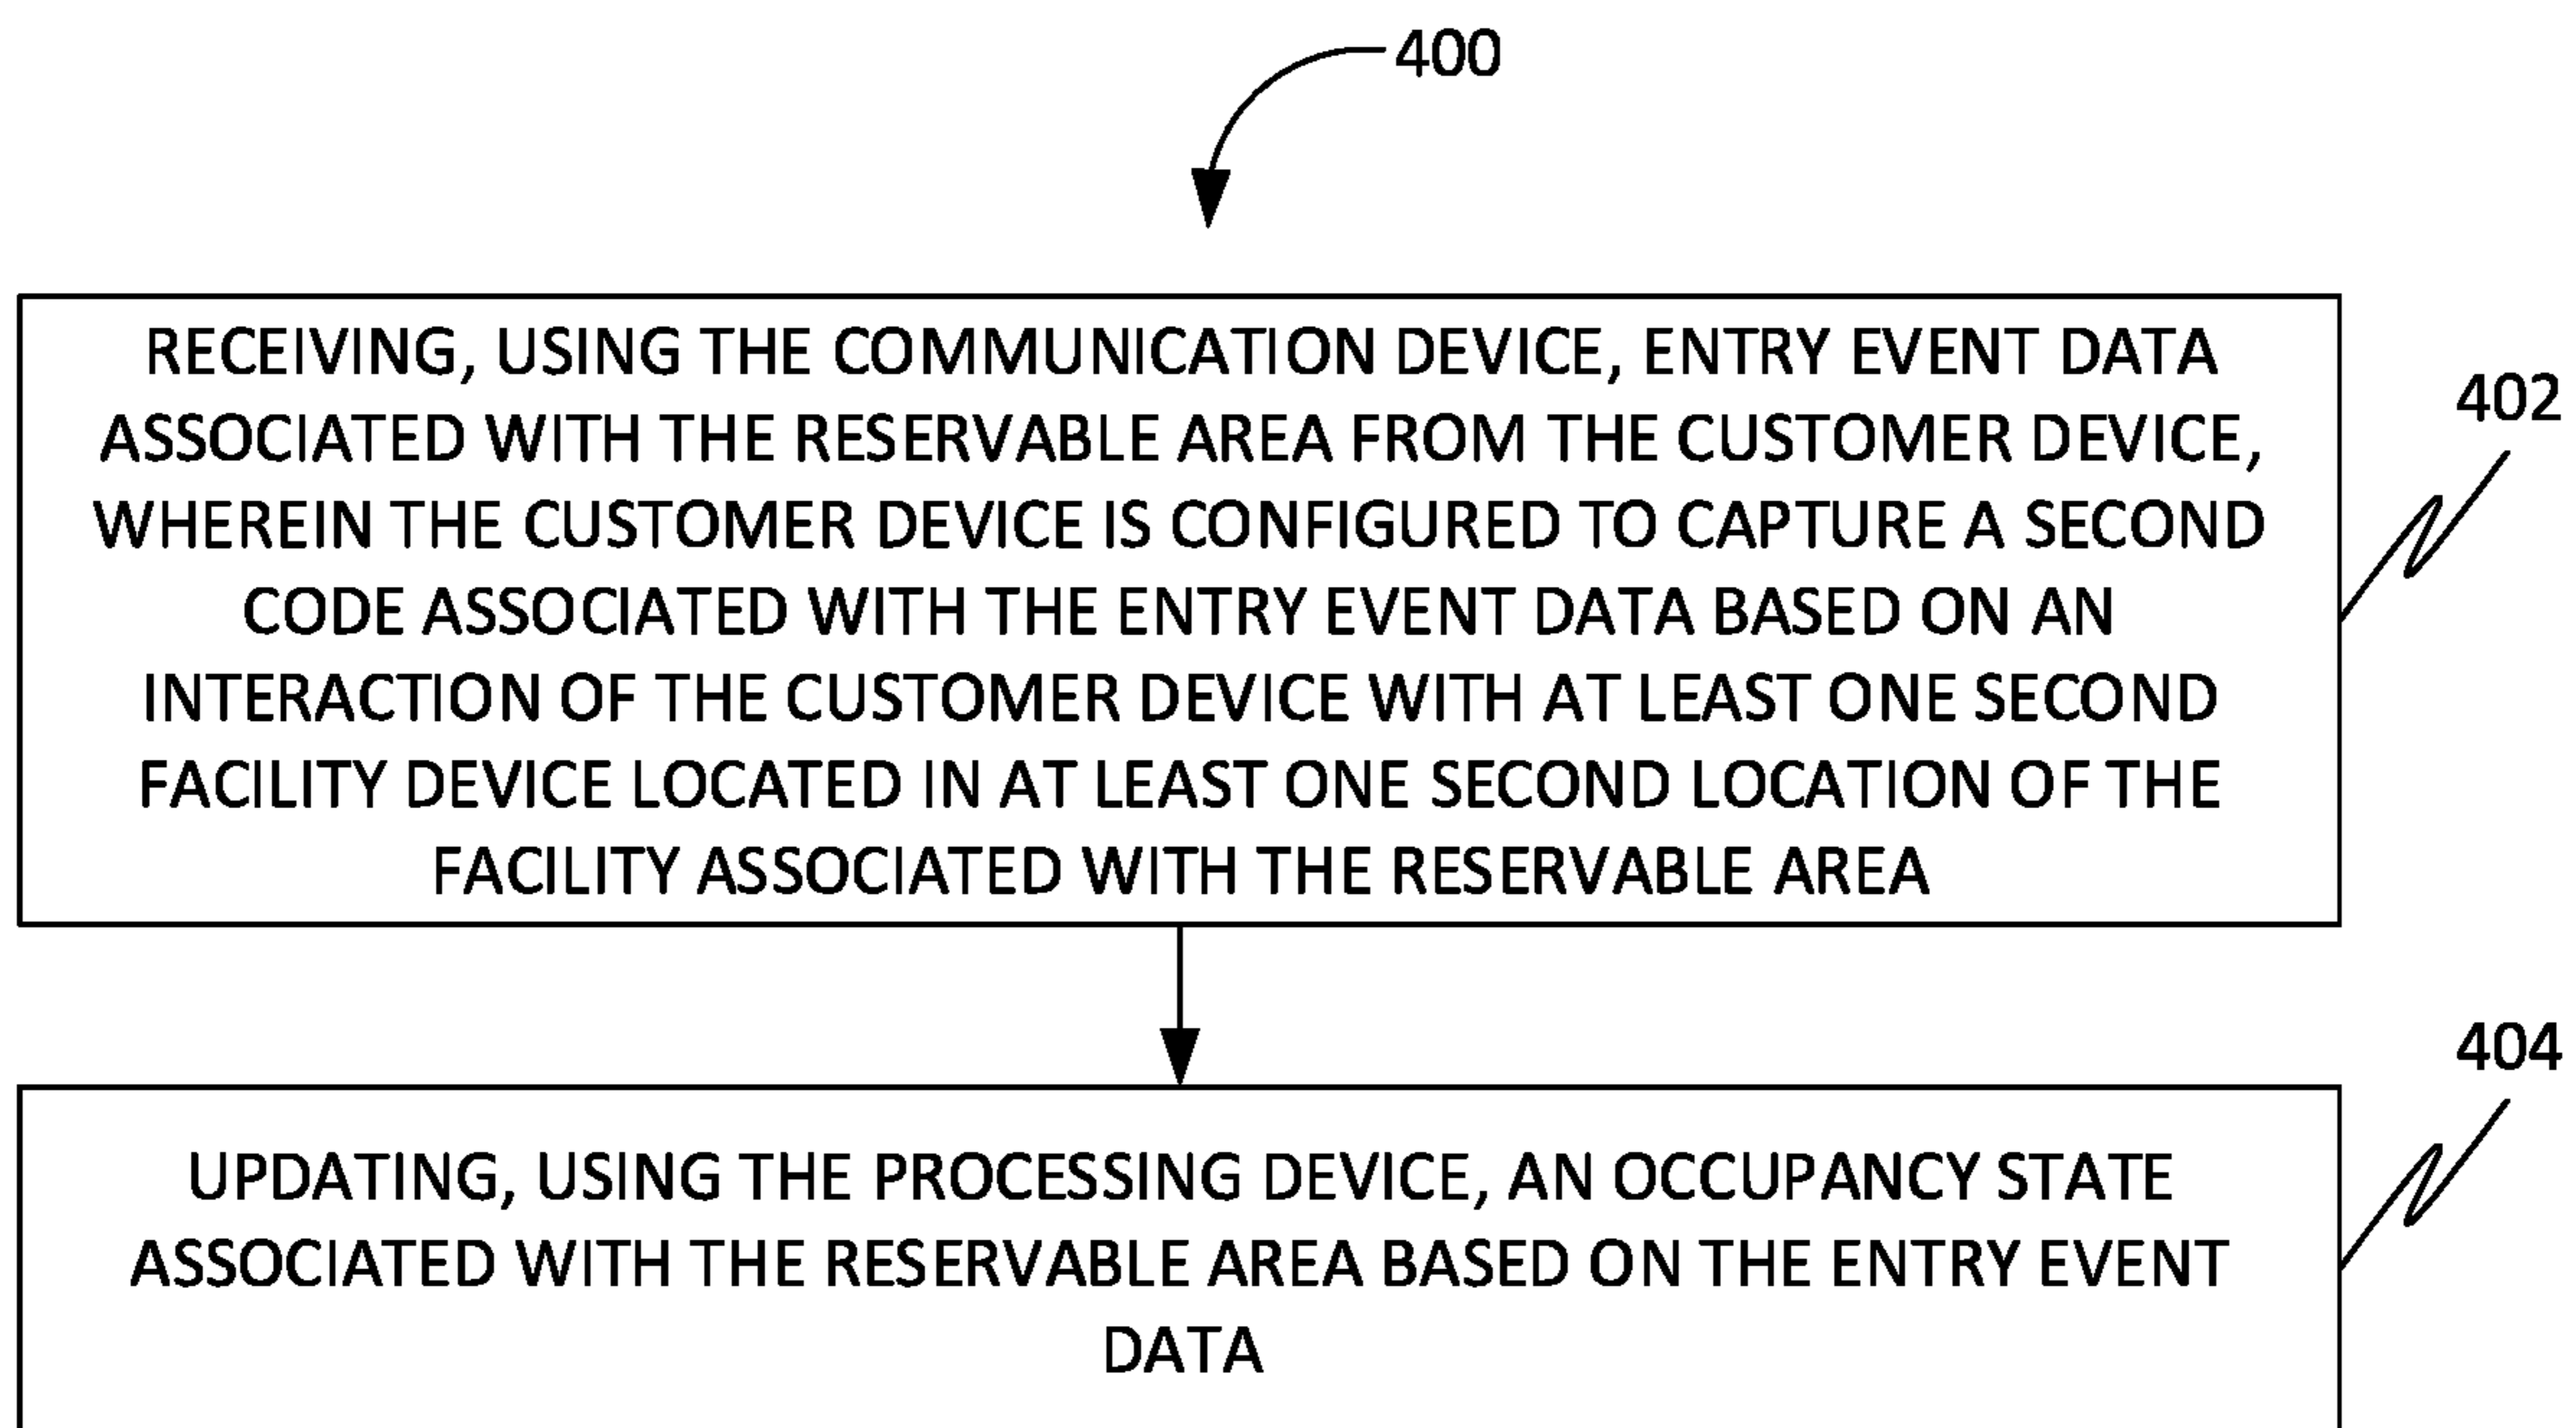 400
RECEIVING, USING THE COMMUNICATION DEVICE, ENTRY EVENT DATA
ASSOCIATED WITH THE RESERVABLE AREA FROM THE CUSTOMER DEVICE,
WHEREIN THE CUSTOMER DEVICE IS CONFIGURED TO CAPTURE A SECOND
CODE ASSOCIATED WITH THE ENTRY EVENT DATA BASED ON AN
INTERACTION OF THE CUSTOMER DEVICE WITH AT LEAST ONE SECOND
FACILITY DEVICE LOCATED IN AT LEAST ONE SECOND LOCATION OF THE
FACILITY ASSOCIATED WITH THE RESERVABLE AREA
402
UPDATING, USING THE PROCESSING DEVICE, AN OCCUPANCY STATE
ASSOCIATED WITH THE RESERVABLE AREA BASED ON THE ENTRY EVENT
DATA
404